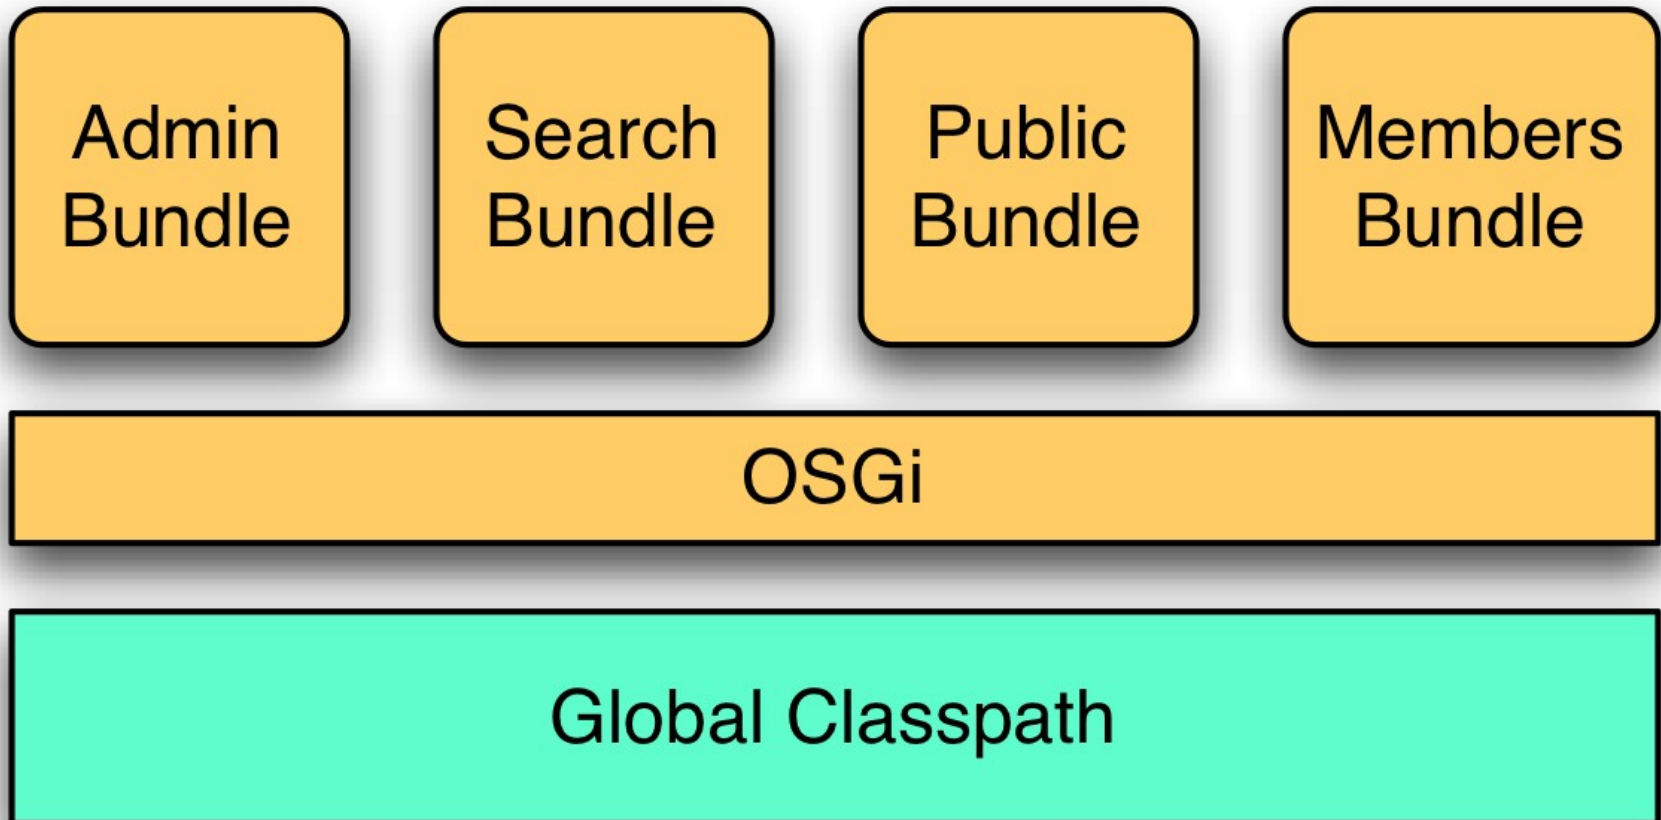 Admin
Bundle
Search
Bundle
Public
Bundle
Members
Bundle
OSGi
Global Classpath